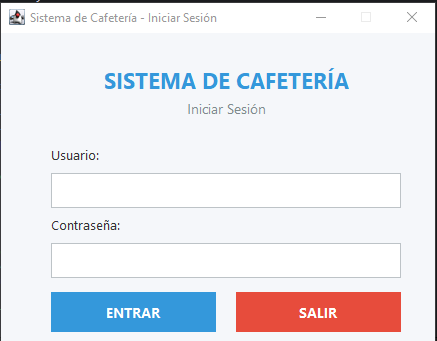 Sistema de Cafetería - Iniciar Sesión
SISTEMA DE CAFETERÍA
Iniciar Sesión
Usuario:
Contraseña:
ENTRAR
SALIR